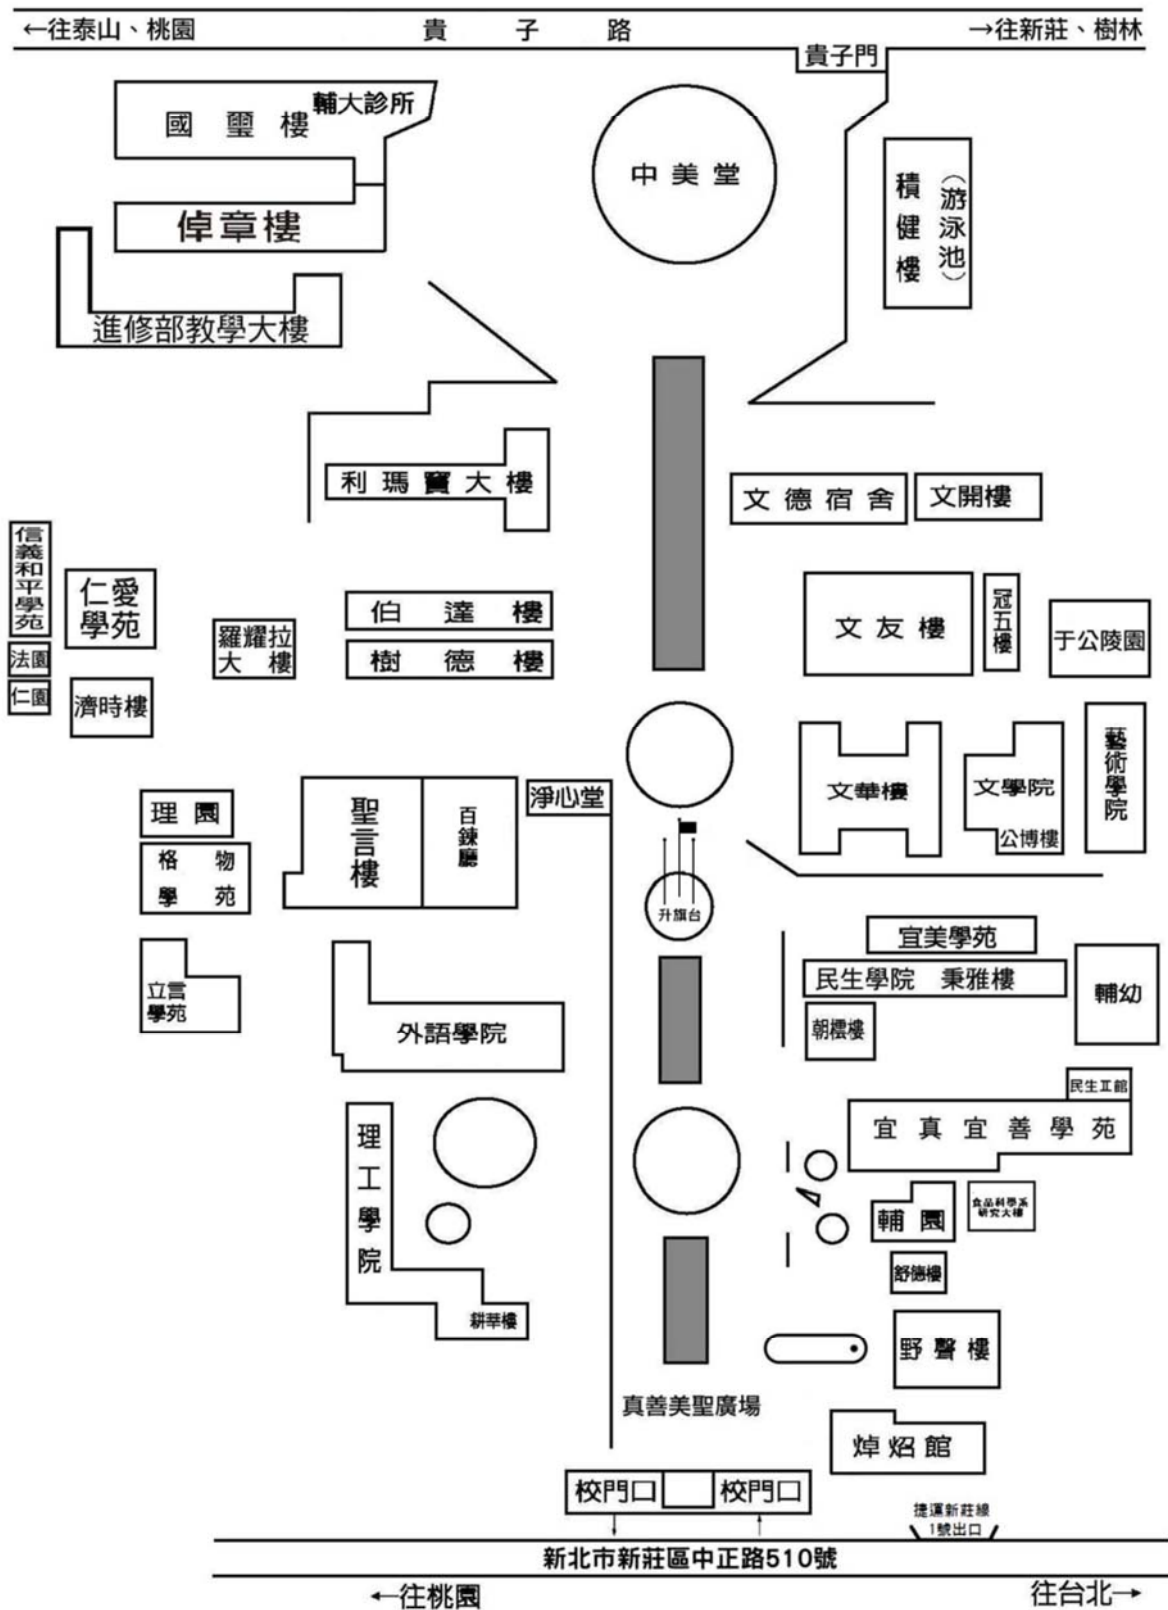 ←往泰山、桃園 貴子路 →往新莊、樹林
貴子門
國璽樓 輔大診所
中美堂
積健樓
（游泳池）
倬章樓
進修部教學大樓
利瑪竇大樓
文德宿舍 文開樓
信義和平學苑
仁愛
學苑
羅耀拉
大樓
伯達樓
樹德樓
文友樓
冠五樓
于公陵園
法園
仁園
濟時樓
理園
格物
學苑
聖言樓
百鍊廳
淨心堂
文華樓
文學院
公博樓
藝術學院
升旗台
立言
學苑
外語學院
宜美學苑
民生學院 秉雅樓
朝橒樓
輔幼
民生Ⅱ館
宜真宜善學苑
理工學院
輔園
食品科學系
研究大樓
舒德樓
耕莘樓
野聲樓
真善美聖廣場
焯炤館
校門口 校門口
捷運新莊線
1號出口
新北市新莊區中正路510號
←往桃園 往台北→